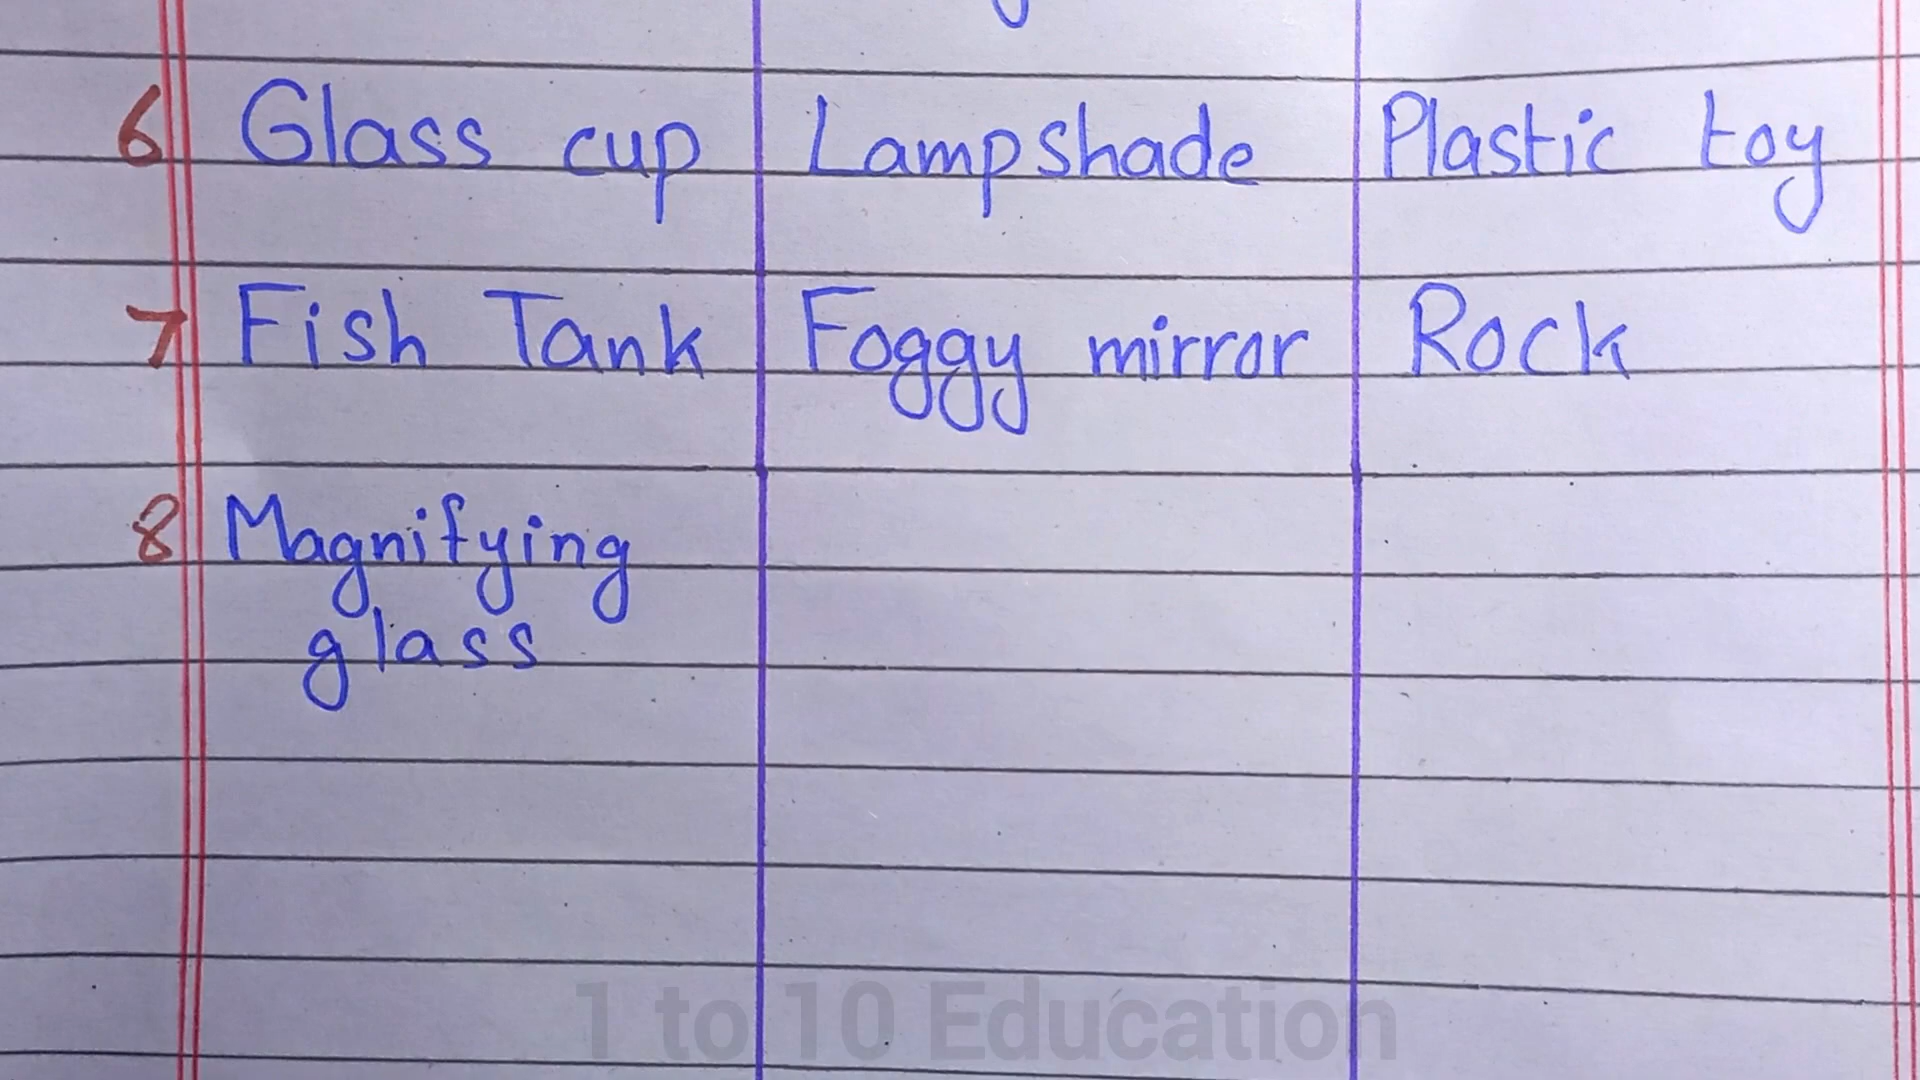 6 Glass cup Lampshade Plastic toy
7 Fish Tank Foggy mirror Rock
8 Magnifying
glass
1 to 10 Education